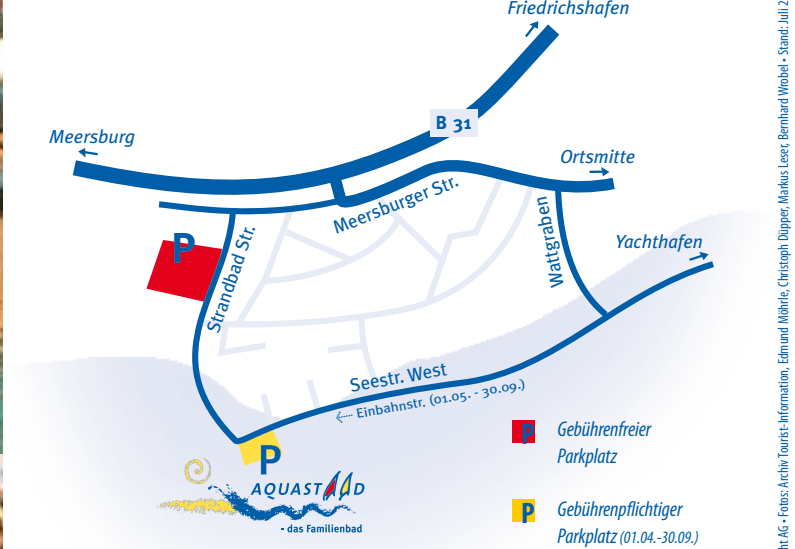 Friedrichshafen
B 31
Meersburg
Ortsmitte
Meersburger Str.
Wattgraben
Yachthafen
P
Strandbad Str.
Seestr. West
Einbahnstr. (01.05. - 30.09.)
P
AQUASTAAD
- das Familienbad
P Gebührenfreier
Parkplatz
P Gebührenpflichtiger
Parkplatz (01.04.-30.09.)
ht AG • Fotos: Archiv Tourist-Information, Edmund Möhrle, Christoph Düpper, Markus Leser, Bernhard Wrobel • Stand: Juli 2